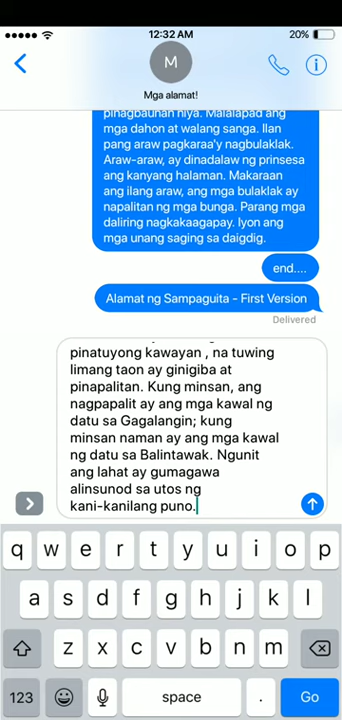 12:32 AM
20%
M
Mga alamat!
pinagbaunan niya. Malalapad ang
mga dahon at walang sanga. Ilan
pang araw pagkaraa'y nagbulaklak.
Araw-araw, ay dinadalaw ng prinsesa
ang kanyang halaman. Makaraan
ang ilang araw, ang mga bulaklak ay
napalitan ng mga bunga. Parang mga
daliring nagkakaagapay. Iyon ang
mga unang saging sa daigdig.
end....
Alamat ng Sampaguita - First Version
Delivered
pinatuyong kawayan , na tuwing
limang taon ay ginigiba at
pinapalitan. Kung minsan, ang
nagpapalit ay ang mga kawal ng
datu sa Gagalangin; kung
minsan naman ay ang mga kawal
ng datu sa Balintawak. Ngunit
ang lahat ay gumagawa
alinsunod sa utos ng
kani-kanilang puno.
q w e r t y u i o p
a s d f g h j k l
z x c v b n m
123 space . Go